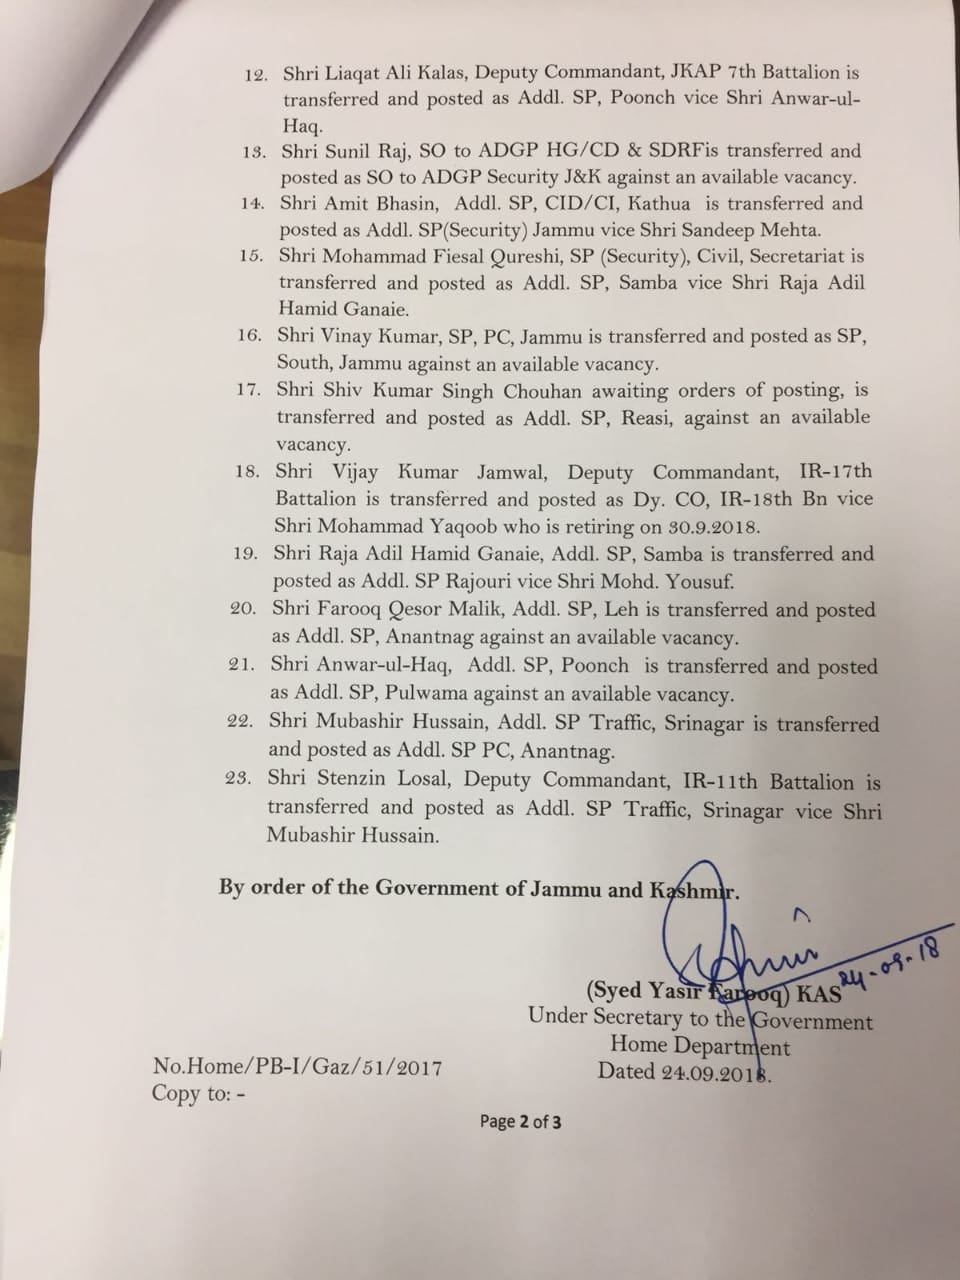 12. Shri Liaqat Ali Kalas, Deputy Commandant, JKAP 7th Battalion is
transferred and posted as Addl. SP, Poonch vice Shri Anwar-ul-
Haq.
13. Shri Sunil Raj, SO to ADGP HG/CD & SDRFis transferred and
posted as SO to ADGP Security J&K against an available vacancy.
14. Shri Amit Bhasin, Addl. SP, CID/CI, Kathua is transferred and
posted as Addl. SP(Security) Jammu vice Shri Sandeep Mehta.
15. Shri Mohammad Fiesal Qureshi, SP (Security), Civil, Secretariat is
transferred and posted as Addl. SP, Samba vice Shri Raja Adil
Hamid Ganaie.
16. Shri Vinay Kumar, SP, PC, Jammu is transferred and posted as SP,
South, Jammu against an available vacancy.
17. Shri Shiv Kumar Singh Chouhan awaiting orders of posting, is
transferred and posted as Addl. SP, Reasi, against an available
vacancy.
18. Shri Vijay Kumar Jamwal, Deputy Commandant, IR-17th
Battalion is transferred and posted as Dy. CO, IR-18th Bn vice
Shri Mohammad Yaqoob who is retiring on 30.9.2018.
19. Shri Raja Adil Hamid Ganaie, Addl. SP, Samba is transferred and
posted as Addl. SP Rajouri vice Shri Mohd. Yousuf.
20. Shri Farooq Qesor Malik, Addl. SP, Leh is transferred and posted
as Addl. SP, Anantnag against an available vacancy.
21. Shri Anwar-ul-Haq, Addl. SP, Poonch is transferred and posted
as Addl. SP, Pulwama against an available vacancy.
22. Shri Mubashir Hussain, Addl. SP Traffic, Srinagar is transferred
and posted as Addl. SP PC, Anantnag.
23. Shri Stenzin Losal, Deputy Commandant, IR-11th Battalion is
transferred and posted as Addl. SP Traffic, Srinagar vice Shri
Mubashir Hussain.
By order of the Government of Jammu and Kashmir.
24-09-18
(Syed Yasir Farooq) KAS
Under Secretary to the Government
Home Department
No.Home/PB-I/Gaz/51/2017
Dated 24.09.2018.
Copy to: -
Page 2 of 3